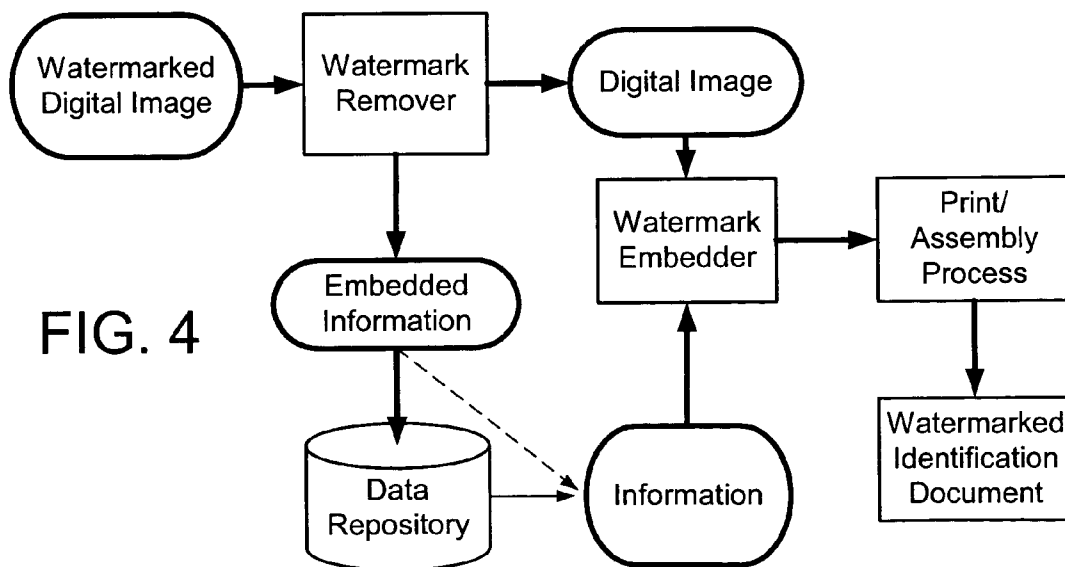 Watermarked
Digital Image
Watermark
Remover
Digital Image
Watermark
Embedder
Print/
Assembly
Process
Embedded
Information
FIG. 4
Watermarked
Identification
Document
Data
Repository
Information